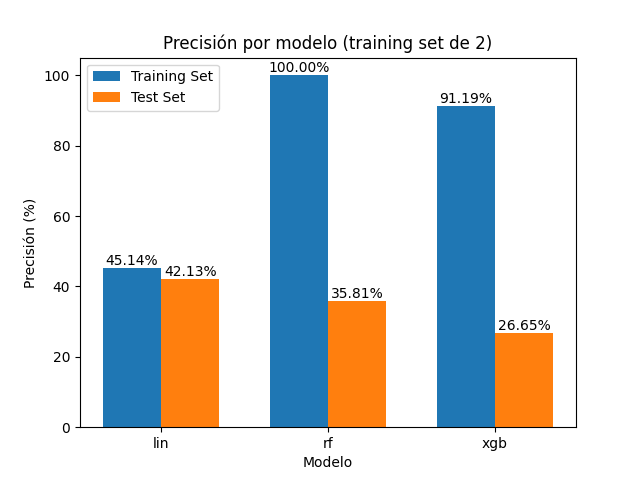 Precisión por modelo (training set de 2)
Training Set
Test Set
Precisión (%)
100
80
60
40
20
0
45.14%
42.13%
100.00%
35.81%
91.19%
26.65%
lin
rf
xgb
Modelo